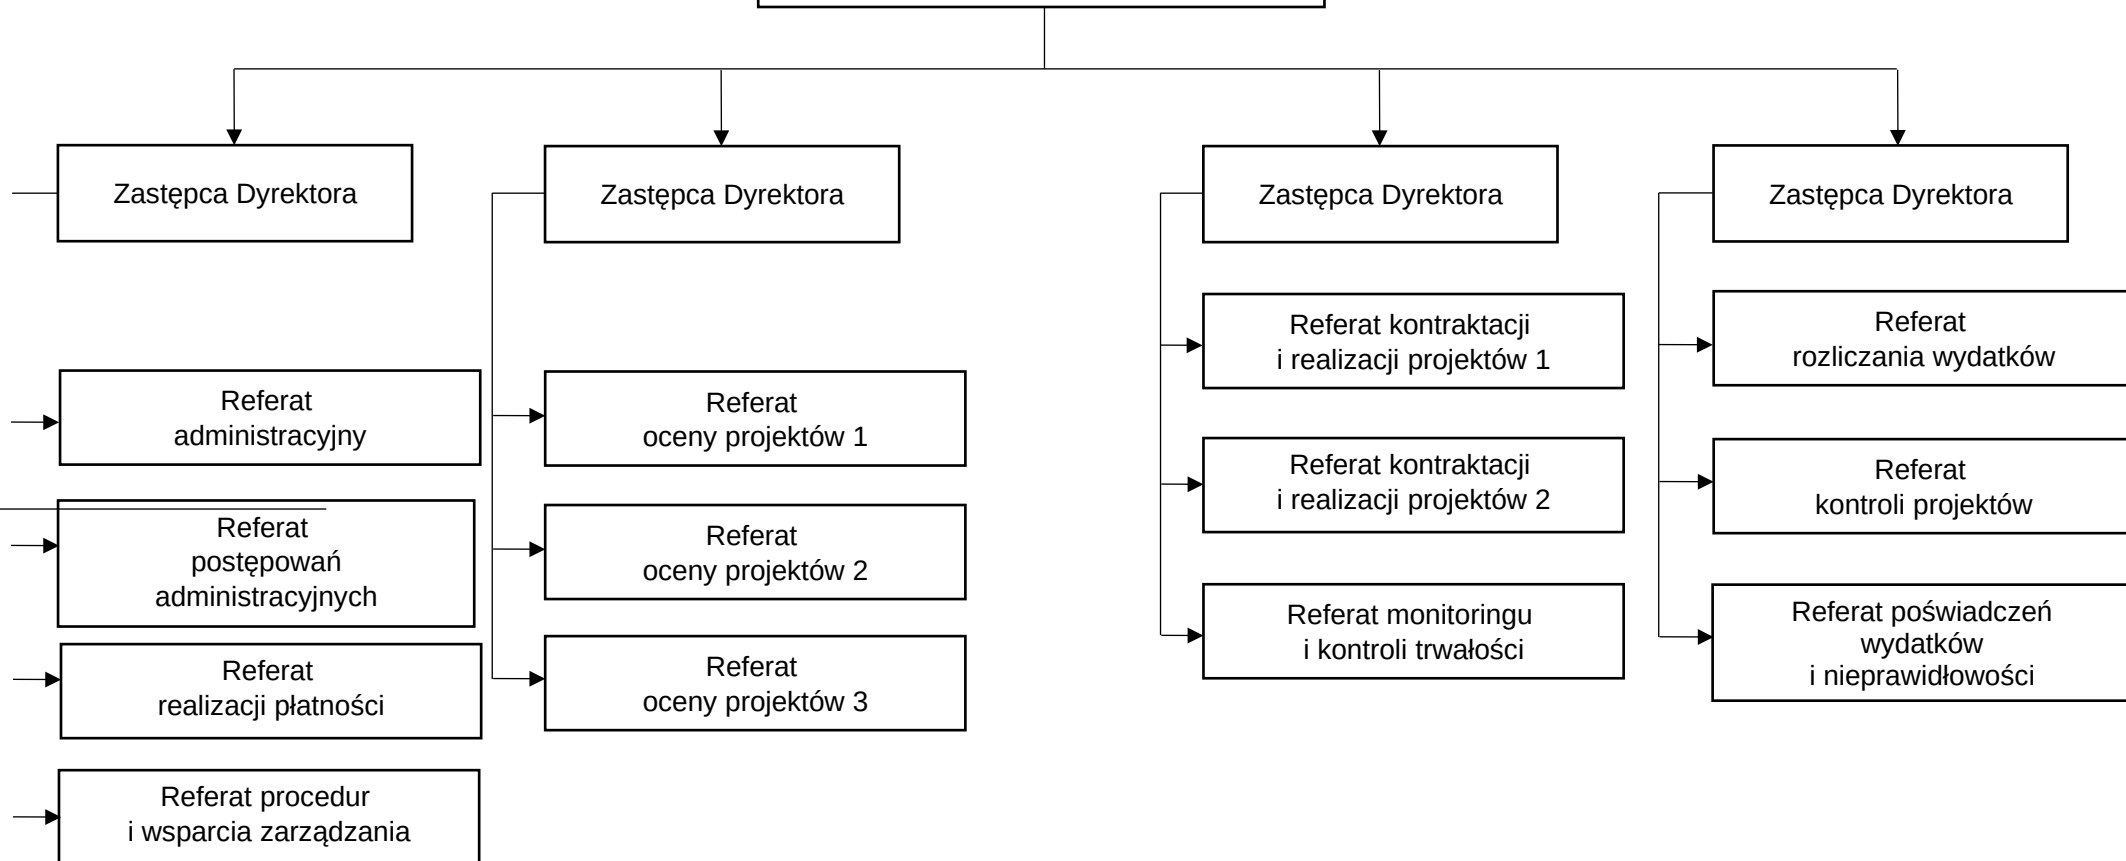 Zastępca Dyrektora
Zastępca Dyrektora
Zastępca Dyrektora
Zastępca Dyrektora
Referat
administracyjny
Referat
postępowań
administracyjnych
Referat
realizacji płatności
Referat procedur
i wsparcia zarządzania
Referat
oceny projektów 1
Referat
oceny projektów 2
Referat
oceny projektów 3
Referat kontraktacji
i realizacji projektów 1
Referat kontraktacji
i realizacji projektów 2
Referat monitoringu
i kontroli trwałości
Referat
rozliczania wydatków
Referat
kontroli projektów
Referat poświadczeń
wydatków
i nieprawidłowości